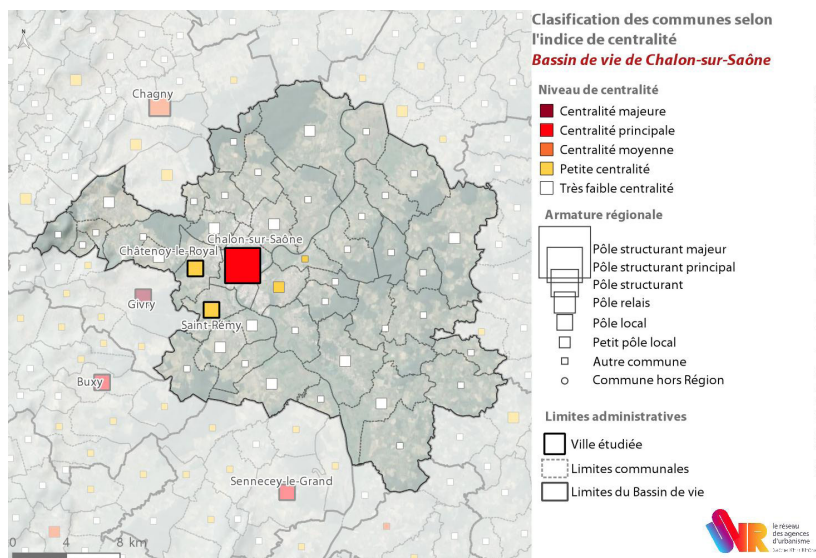 Clasification des communes selon
l'indice de centralité
Bassin de vie de Chalon-sur-Saône
Niveau de centralité
Centralité majeure
Centralité principale
Centralité moyenne
Petite centralité
Très faible centralité
Armature régionale
Pôle structurant majeur
Pôle structurant principal
Pôle structurant
Pôle relais
Pôle local
Petit pôle local
Autre commune
Commune hors Région
Limites administratives
Ville étudiée
Limites communales
Limites du Bassin de vie
N
Chagny
Chalon-sur-Saône
Châtenoy-le-Royal
Givry
Saint-Rémy
Buxy
Sennecey-le-Grand
0 4 8 km
le réseau
des agences
d'urbanisme